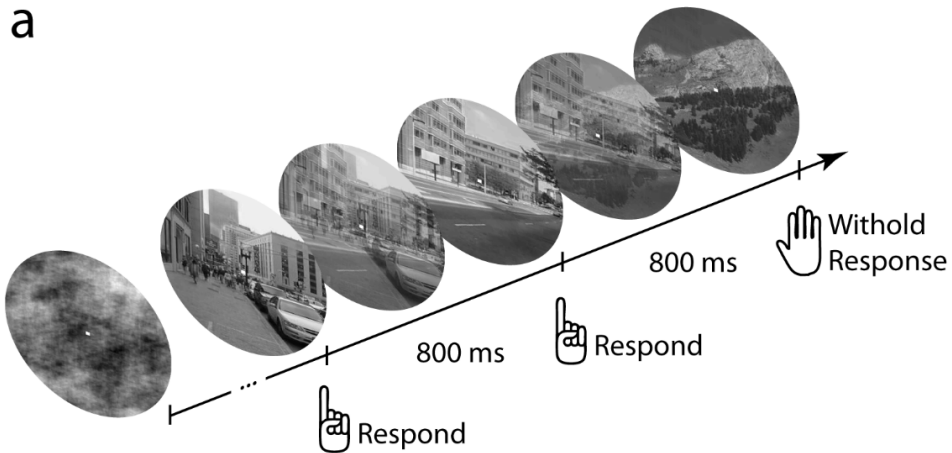 a
Withold
Response
800 ms
Respond
800 ms
...
Respond